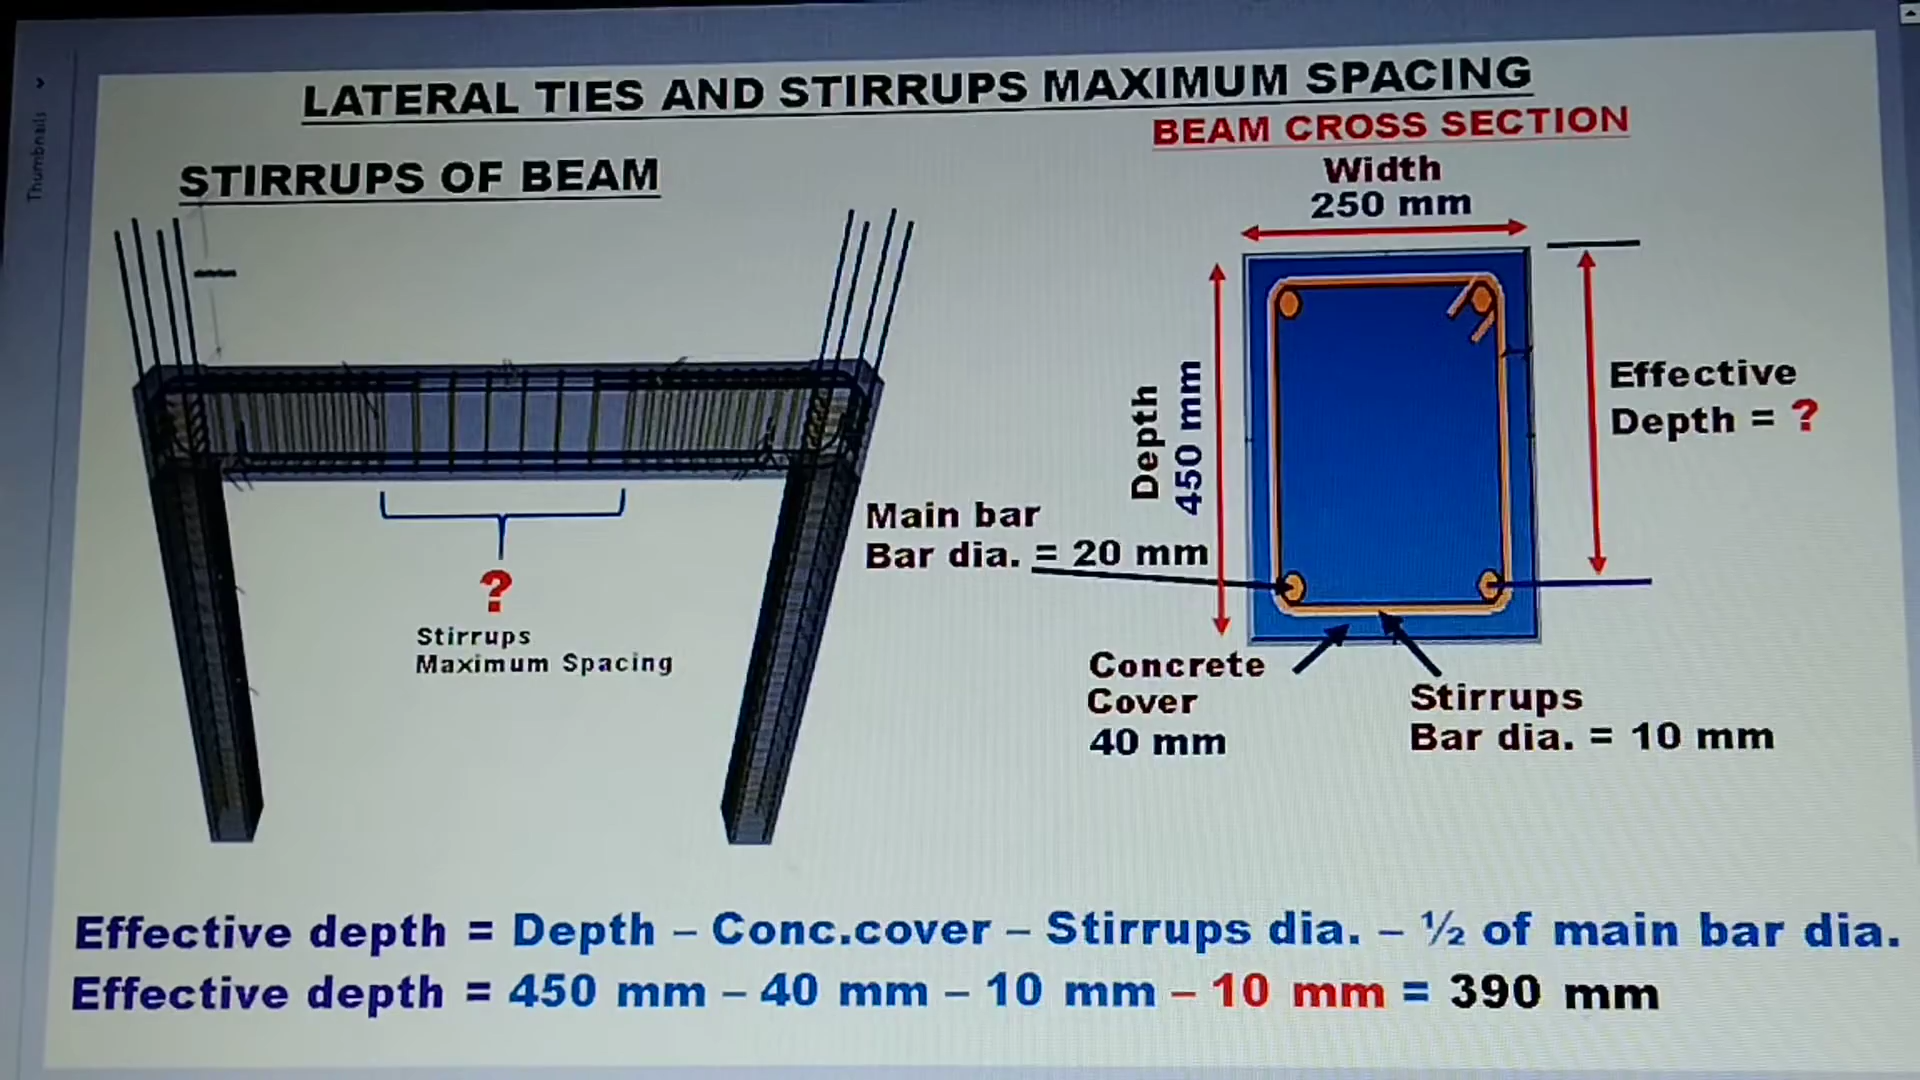 Thumbnails
LATERAL TIES AND STIRRUPS MAXIMUM SPACING
STIRRUPS OF BEAM
BEAM CROSS SECTION
Width
250 mm
Depth
450 mm
Effective
Depth = ?
Main bar
Bar dia. = 20 mm
?
Stirrups
Maximum Spacing
Concrete
Cover
40 mm
Stirrups
Bar dia. = 10 mm
Effective depth = Depth – Conc.cover – Stirrups dia. – ½ of main bar dia.
Effective depth = 450 mm – 40 mm – 10 mm – 10 mm = 390 mm